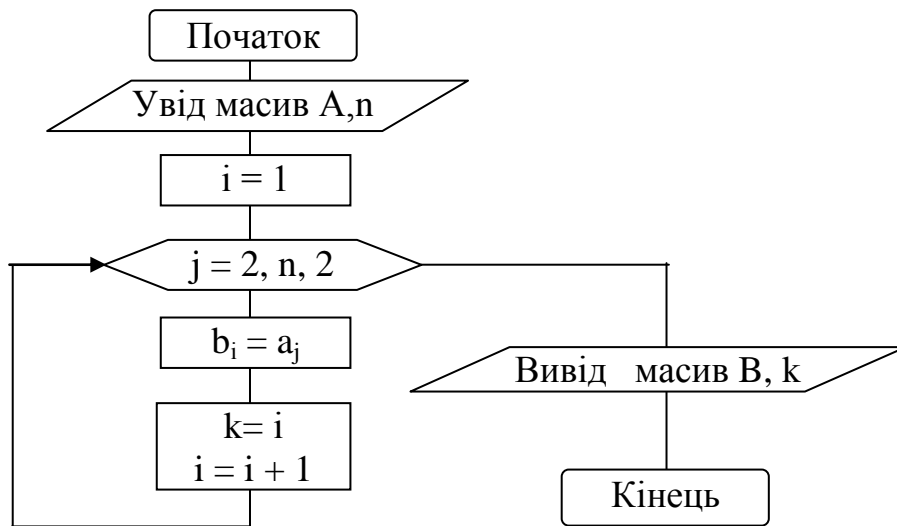 Початок
Увід масив А,n
i = 1
j = 2, n, 2
bᵢ = aⱼ
k= i
i = i + 1
Вивід масив В, k
Кінець